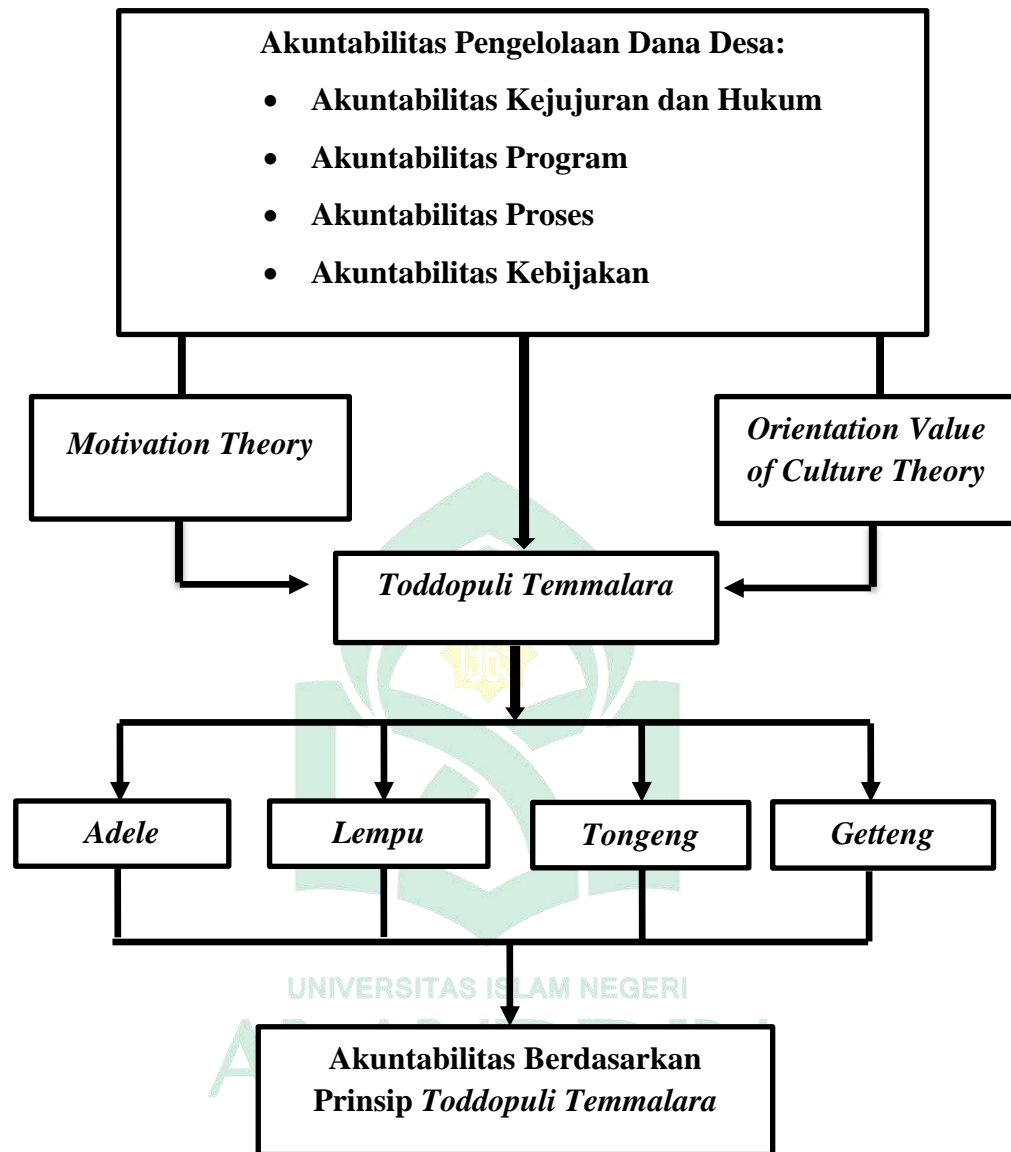 Akuntabilitas Pengelolaan Dana Desa:
• Akuntabilitas Kejujuran dan Hukum
• Akuntabilitas Program
• Akuntabilitas Proses
• Akuntabilitas Kebijakan
Motivation Theory
Orientation Value
of Culture Theory
Toddopuli Temmalara
1965
Adele
Lempu
Tongeng
Getteng
UNIVERSITAS ISLAM NEGERI
Akuntabilitas Berdasarkan
Prinsip Toddopuli Temmalara